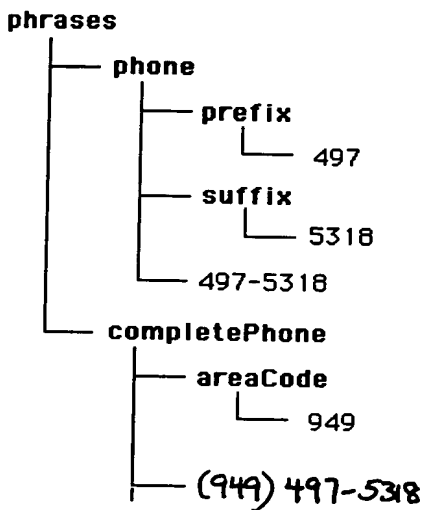 phrases
phone
prefix
497
suffix
5318
497-5318
completePhone
areaCode
949
(949) 497-5318